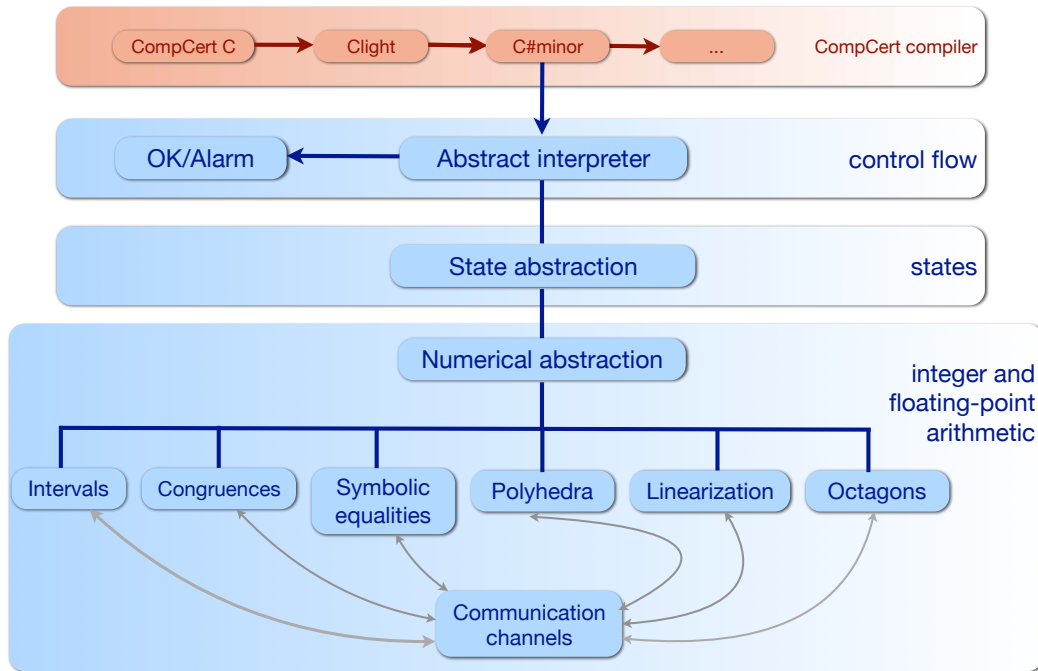 CompCert C
Clight
C#minor
...
CompCert compiler
OK/Alarm
Abstract interpreter
control flow
State abstraction
states
Numerical abstraction
integer and
floating-point
arithmetic
Intervals
Congruences
Symbolic
equalities
Polyhedra
Linearization
Octagons
Communication
channels